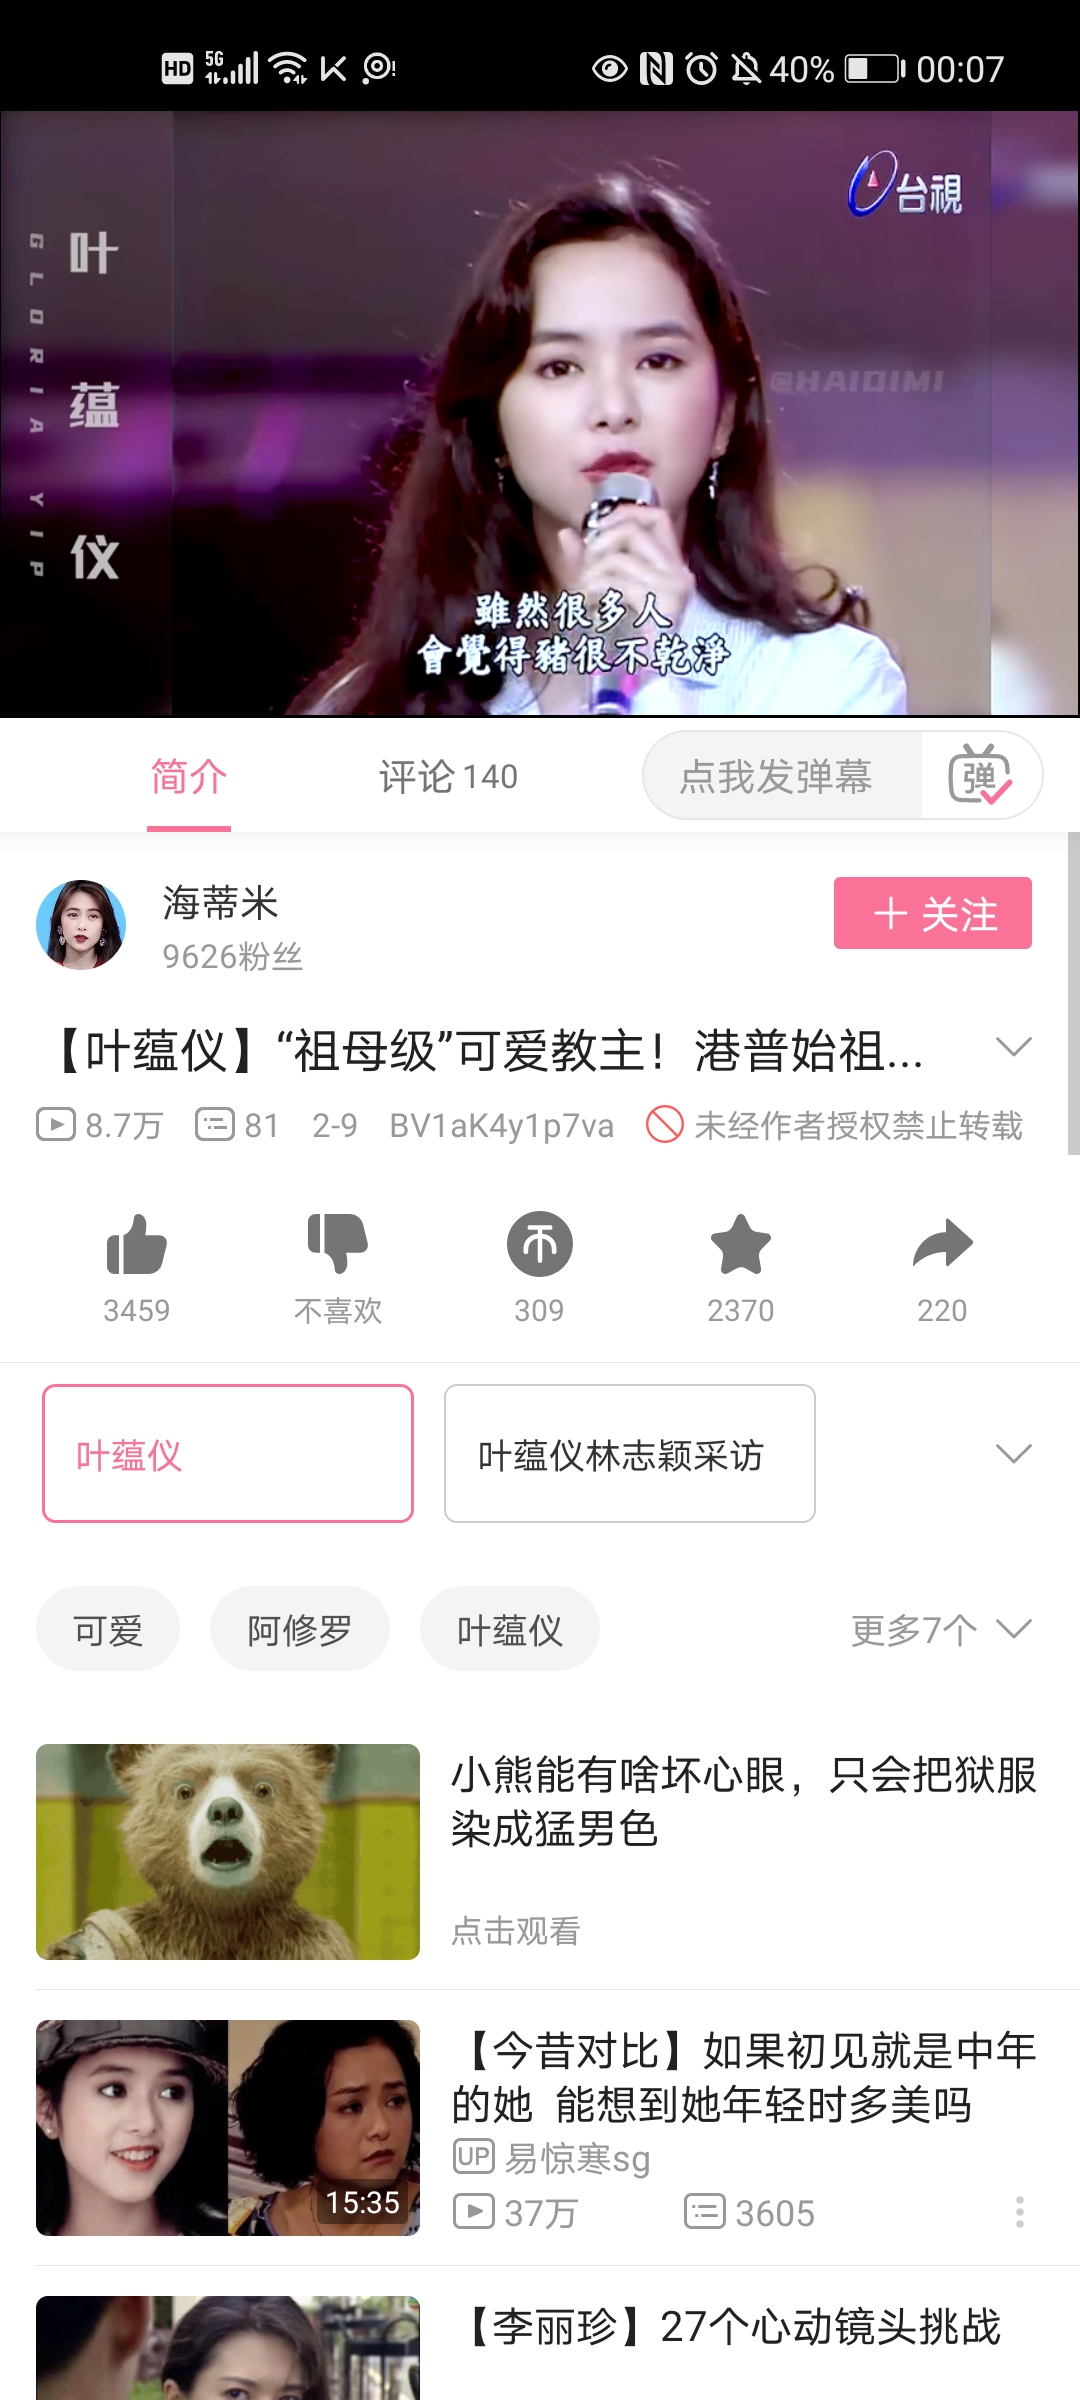 HD 5G 40% 00:07
台視
叶蕴仪
GLORIA YIP
@HAIDIMI
雖然很多人
會覺得豬很不乾淨
简介 评论 140 点我发弹幕 弹
海蒂米
9626粉丝
+ 关注
【叶蕴仪】“祖母级”可爱教主！港普始祖...
8.7万 81 2-9 BV1aK4y1p7va 未经作者授权禁止转载
3459 不喜欢 309 2370 220
叶蕴仪 叶蕴仪林志颖采访
可爱 阿修罗 叶蕴仪 更多7个
小熊能有啥坏心眼，只会把狱服
染成猛男色
点击观看
【今昔对比】如果初见就是中年
的她 能想到她年轻时多美吗
15:35
UP 易惊寒sg
37万 3605
【李丽珍】27个心动镜头挑战